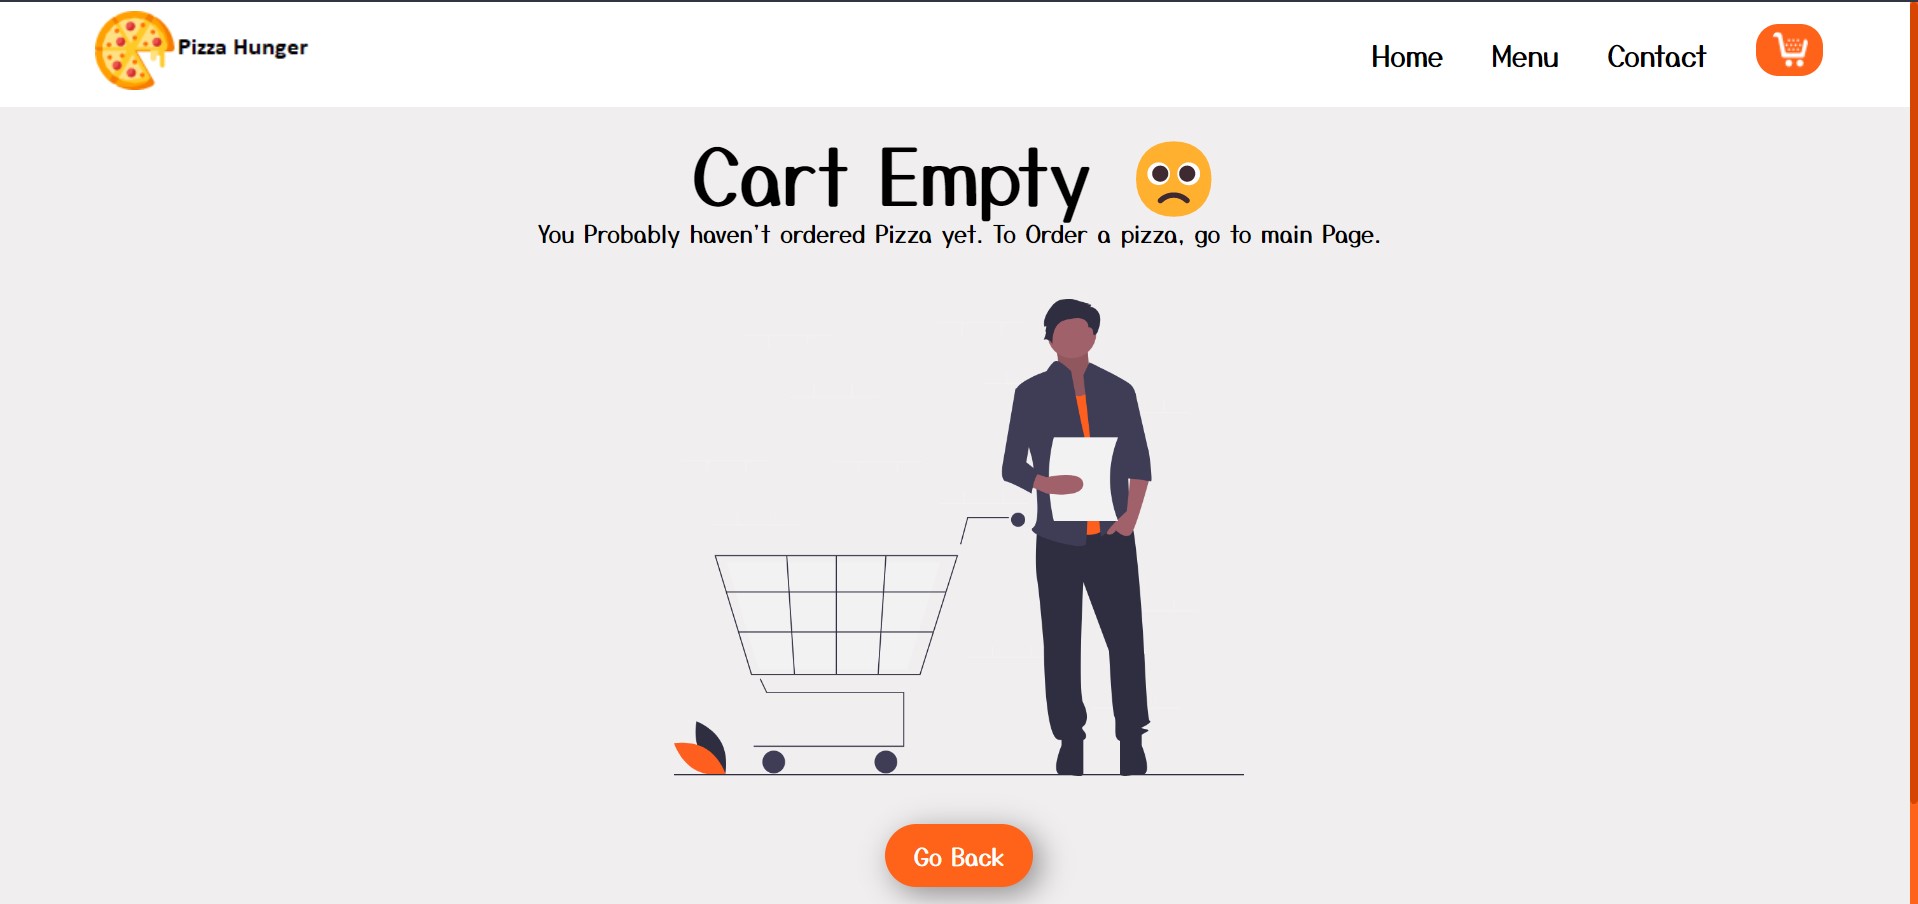 Pizza Hunger
Home Menu Contact
Cart Empty
You Probably haven't ordered Pizza yet. To Order a pizza, go to main Page.
Go Back